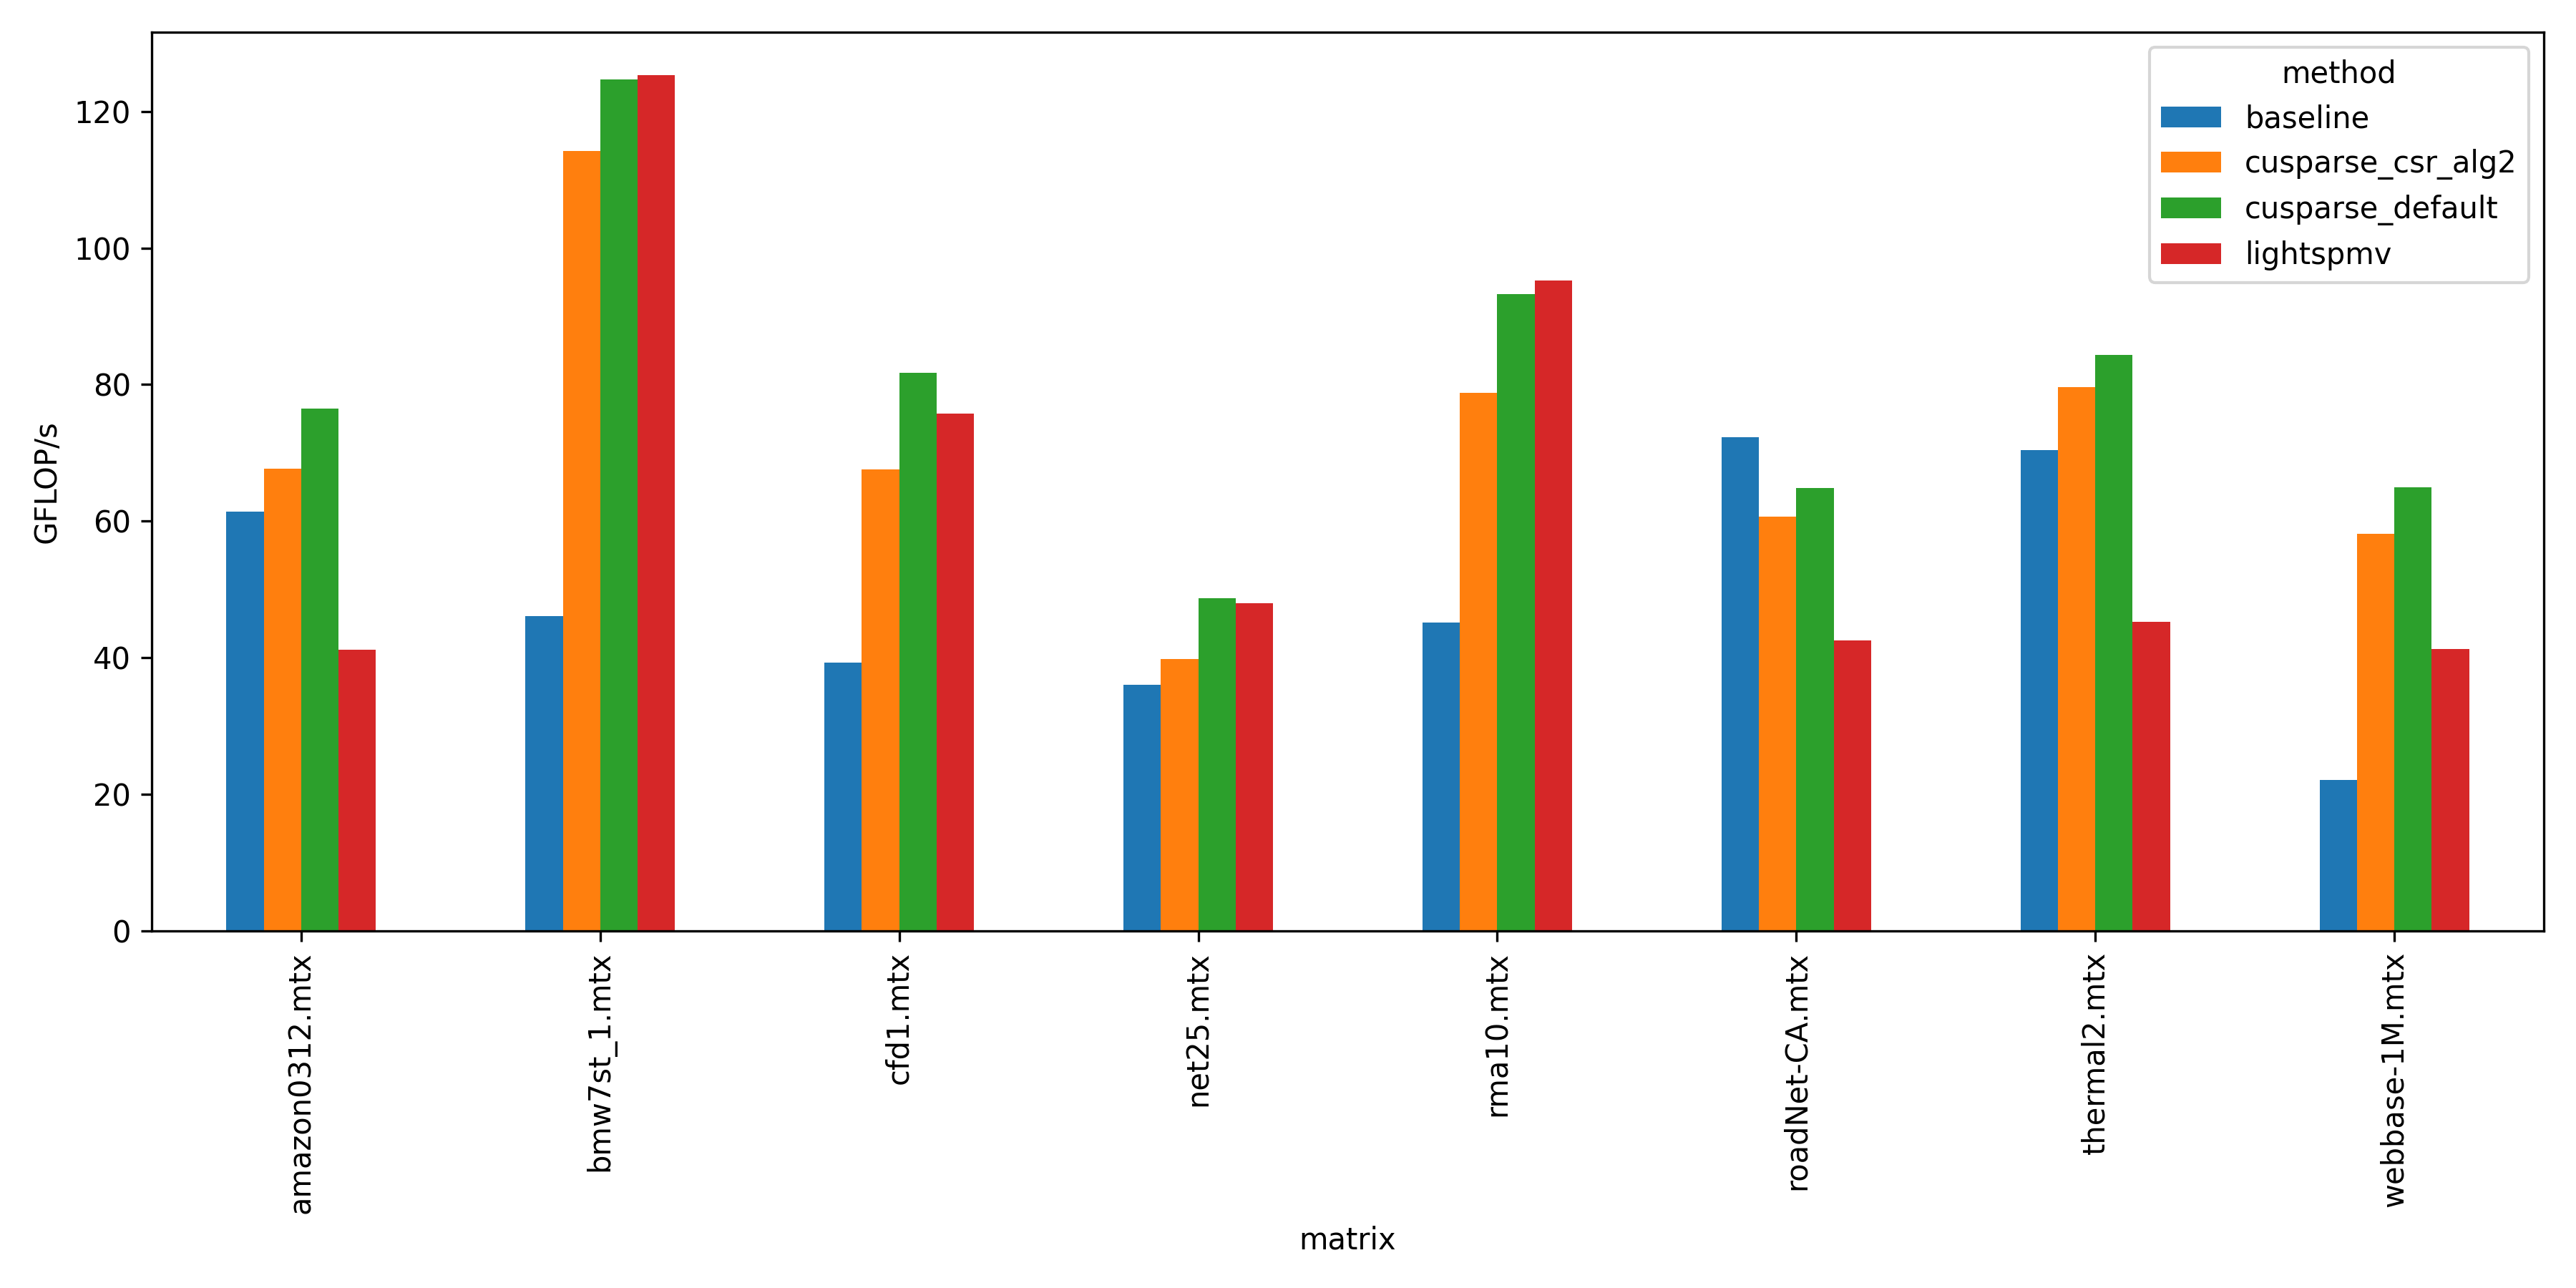 method
baseline
cusparse_csr_alg2
cusparse_default
lightspmv
GFLOP/s
120
100
80
60
40
20
0
amazon0312.mtx
bmw7st_1.mtx
cfd1.mtx
net25.mtx
rma10.mtx
roadNet-CA.mtx
thermal2.mtx
webbase-1M.mtx
matrix